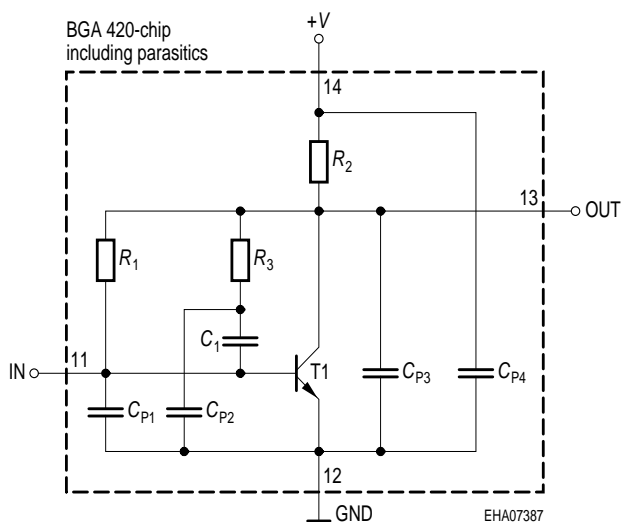 BGA 420-chip
including parasitics
+V
14
R2
13
OUT
R1
R3
C1
11
IN
T1
CP1
CP2
CP3
CP4
12
GND
EHA07387